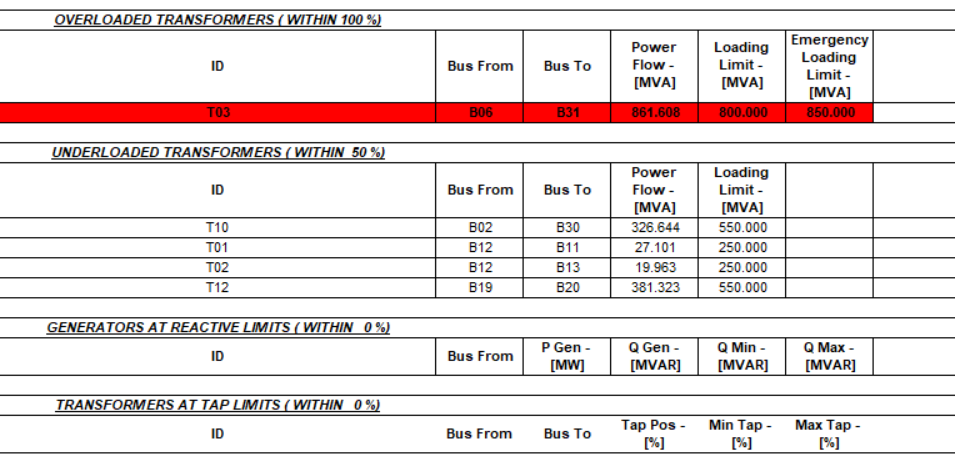 OVERLOADED TRANSFORMERS ( WITHIN 100 %)
ID Bus From Bus To Power Flow - [MVA] Loading Limit - [MVA] Emergency Loading Limit - [MVA]
T03 B06 B31 861.608 800.000 850.000
UNDERLOADED TRANSFORMERS ( WITHIN 50 %)
ID Bus From Bus To Power Flow - [MVA] Loading Limit - [MVA]
T10 B02 B30 326.644 550.000
T01 B12 B11 27.101 250.000
T02 B12 B13 19.963 250.000
T12 B19 B20 381.323 550.000
GENERATORS AT REACTIVE LIMITS ( WITHIN 0 %)
ID Bus From P Gen - [MW] Q Gen - [MVAR] Q Min - [MVAR] Q Max - [MVAR]
TRANSFORMERS AT TAP LIMITS ( WITHIN 0 %)
ID Bus From Bus To Tap Pos - [%] Min Tap - [%] Max Tap - [%]